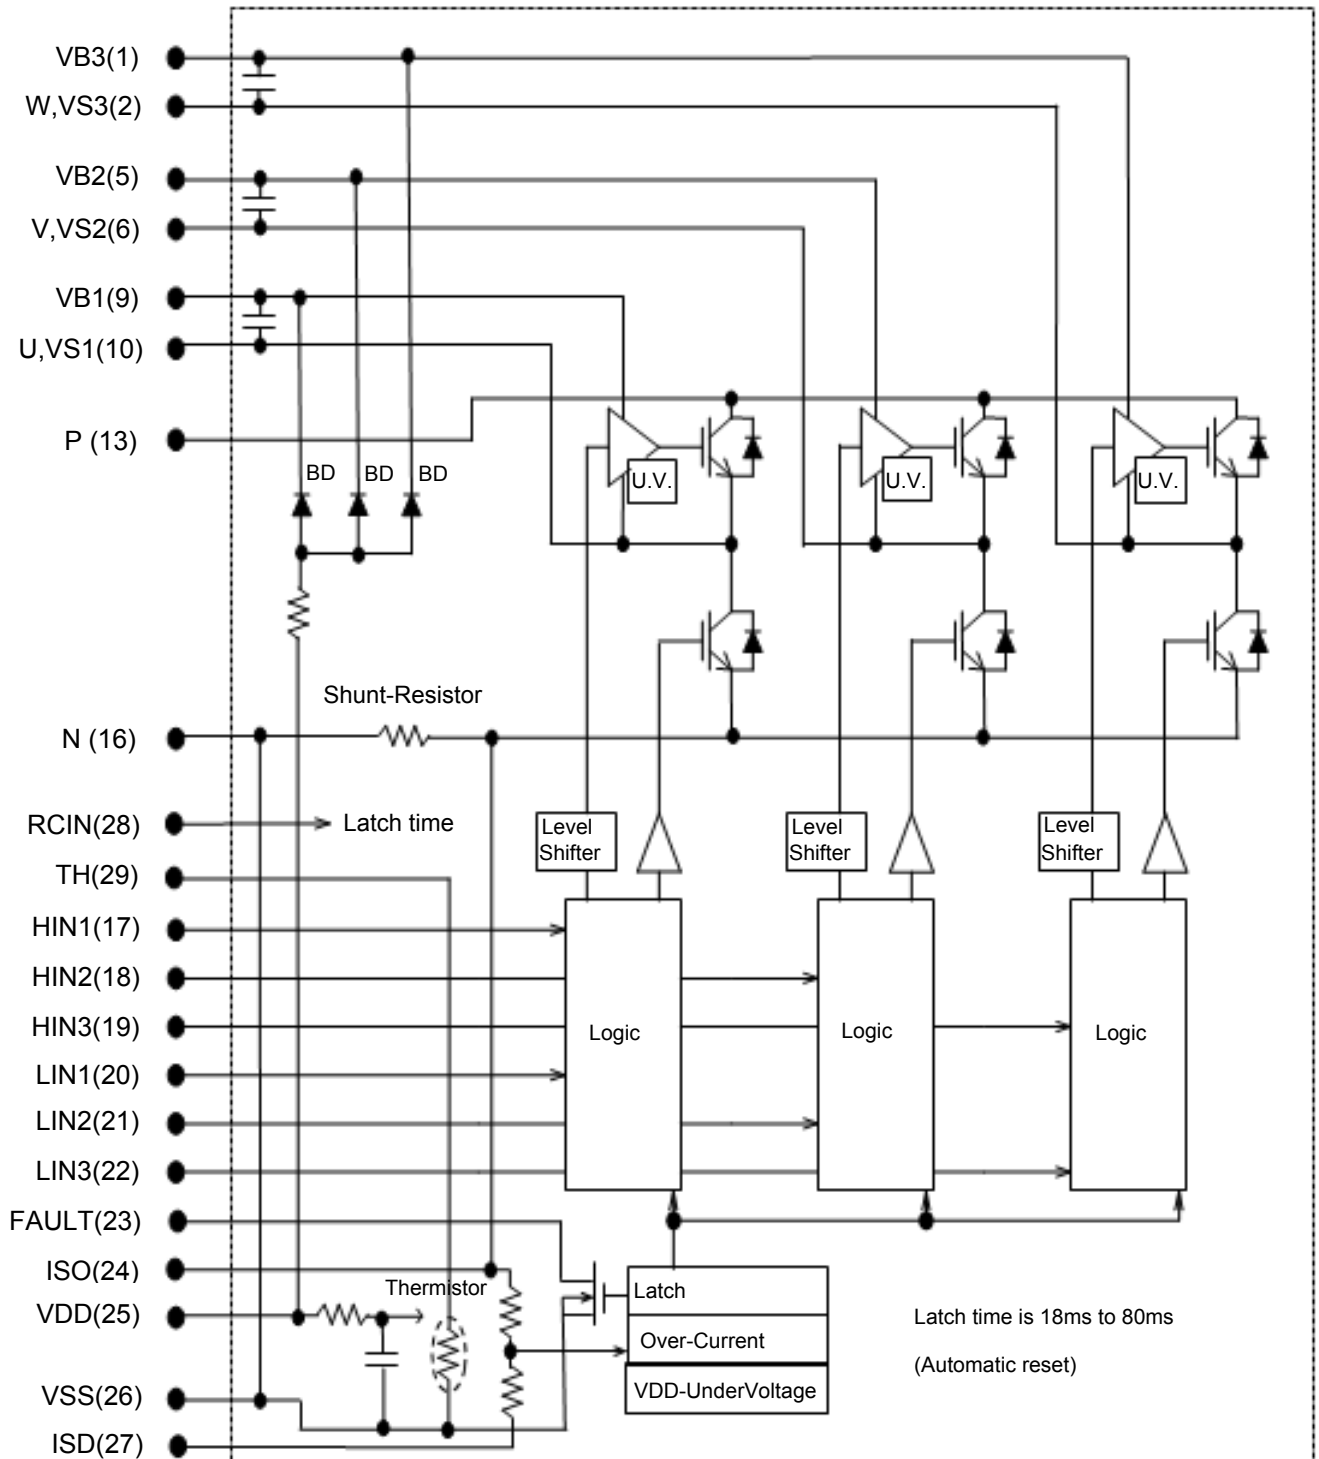 VB3(1)
W,VS3(2)
VB2(5)
V,VS2(6)
VB1(9)
U,VS1(10)
P (13)
BD
BD
BD
U.V.
U.V.
U.V.
Shunt-Resistor
N (16)
RCIN(28)
Latch time
Level
Shifter
Level
Shifter
Level
Shifter
TH(29)
HIN1(17)
HIN2(18)
HIN3(19)
Logic
Logic
Logic
LIN1(20)
LIN2(21)
LIN3(22)
FAULT(23)
ISO(24)
Thermistor
Latch
VDD(25)
Latch time is 18ms to 80ms
Over-Current
(Automatic reset)
VDD-UnderVoltage
VSS(26)
ISD(27)